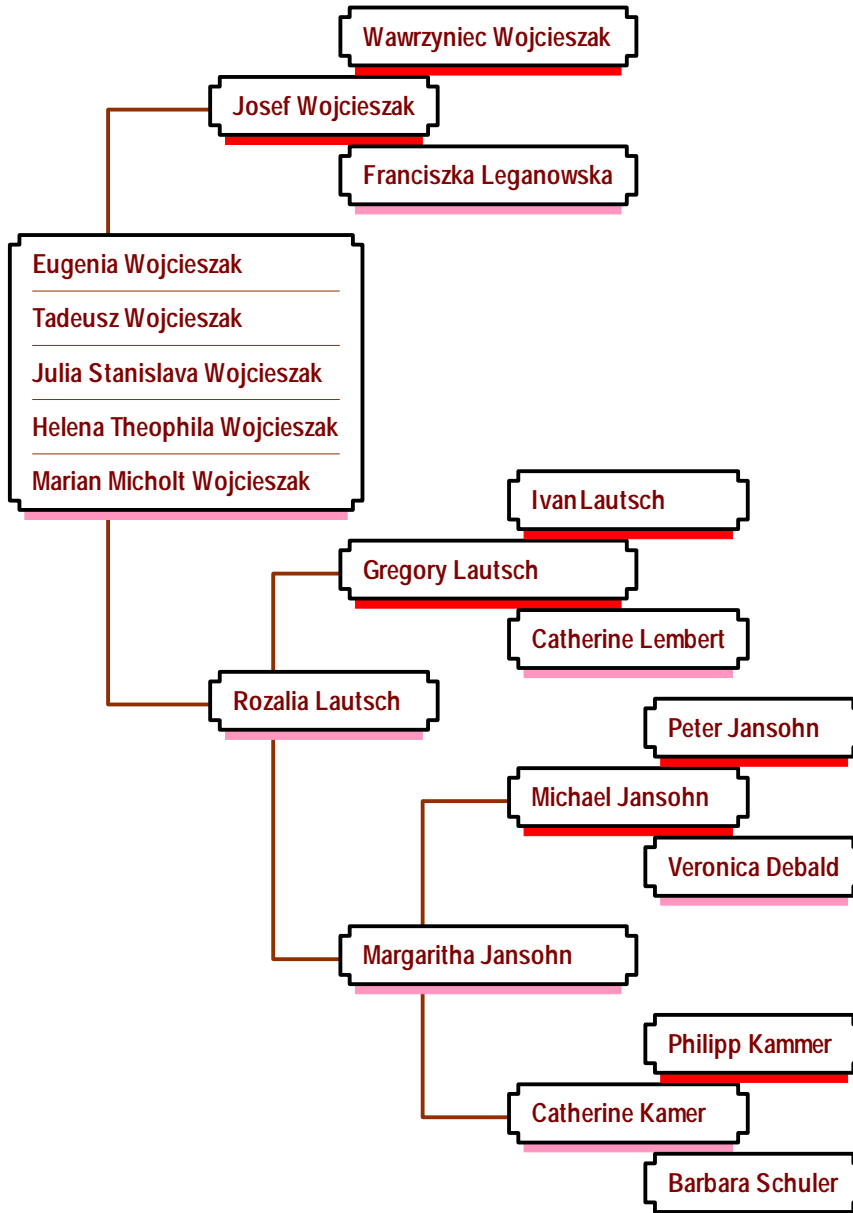 Wawrzyniec Wojcieszak
Josef Wojcieszak
Franciszka Leganowska
Eugenia Wojcieszak
Tadeusz Wojcieszak
Julia Stanislava Wojcieszak
Helena Theophila Wojcieszak
Marian Micholt Wojcieszak
Ivan Lautsch
Gregory Lautsch
Catherine Lembert
Rozalia Lautsch
Peter Jansohn
Michael Jansohn
Veronica Debald
Margaritha Jansohn
Philipp Kammer
Catherine Kamer
Barbara Schuler